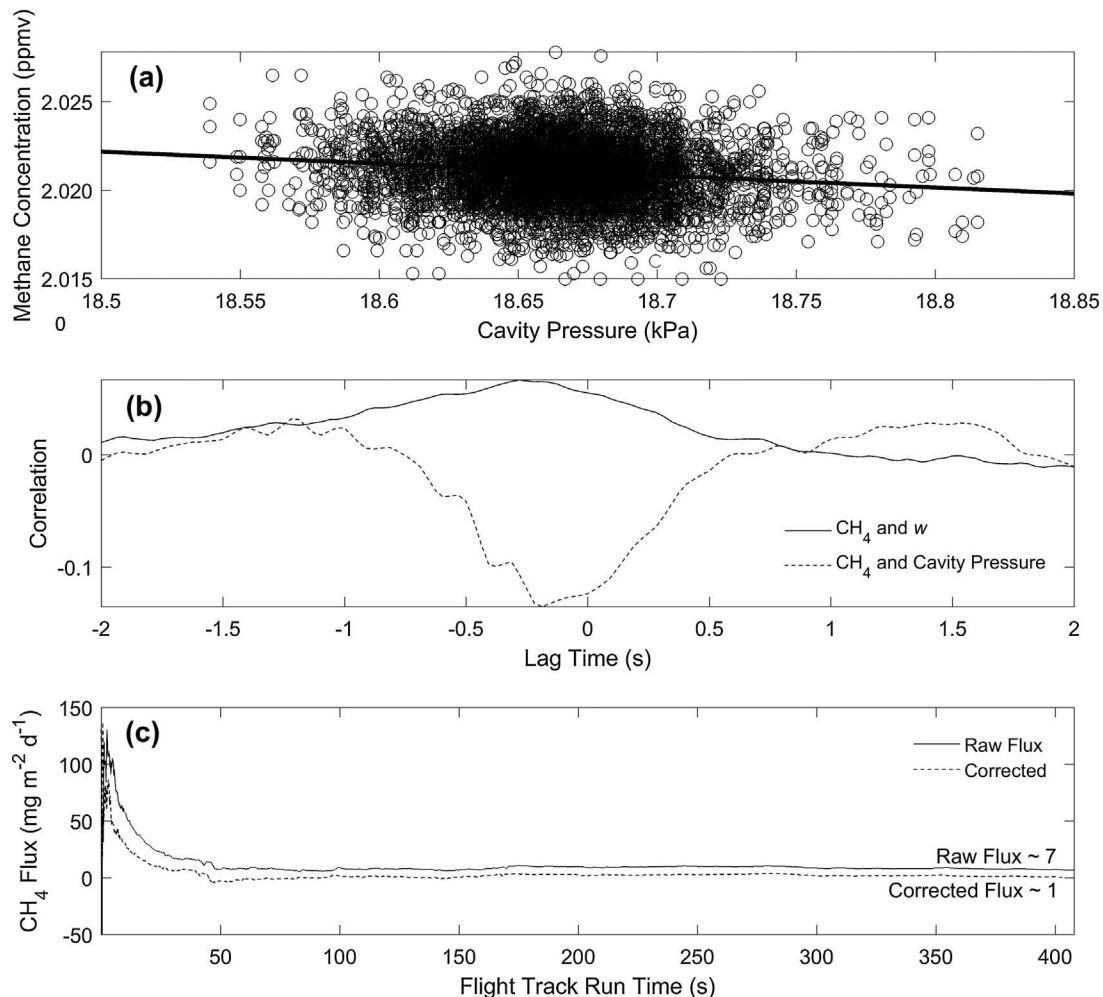 (a)
Methane Concentration (ppmv)
2.025
2.020
2.015
18.5 18.55 18.6 18.65 18.7 18.75 18.8 18.85
0
Cavity Pressure (kPa)
(b)
Correlation
0
-0.1
CH4 and w
CH4 and Cavity Pressure
-2 -1.5 -1 -0.5 0 0.5 1 1.5 2
Lag Time (s)
(c)
CH4 Flux (mg m-2 d-1)
150
100
50
0
-50
Raw Flux
Corrected
Raw Flux ~ 7
Corrected Flux ~ 1
50 100 150 200 250 300 350 400
Flight Track Run Time (s)